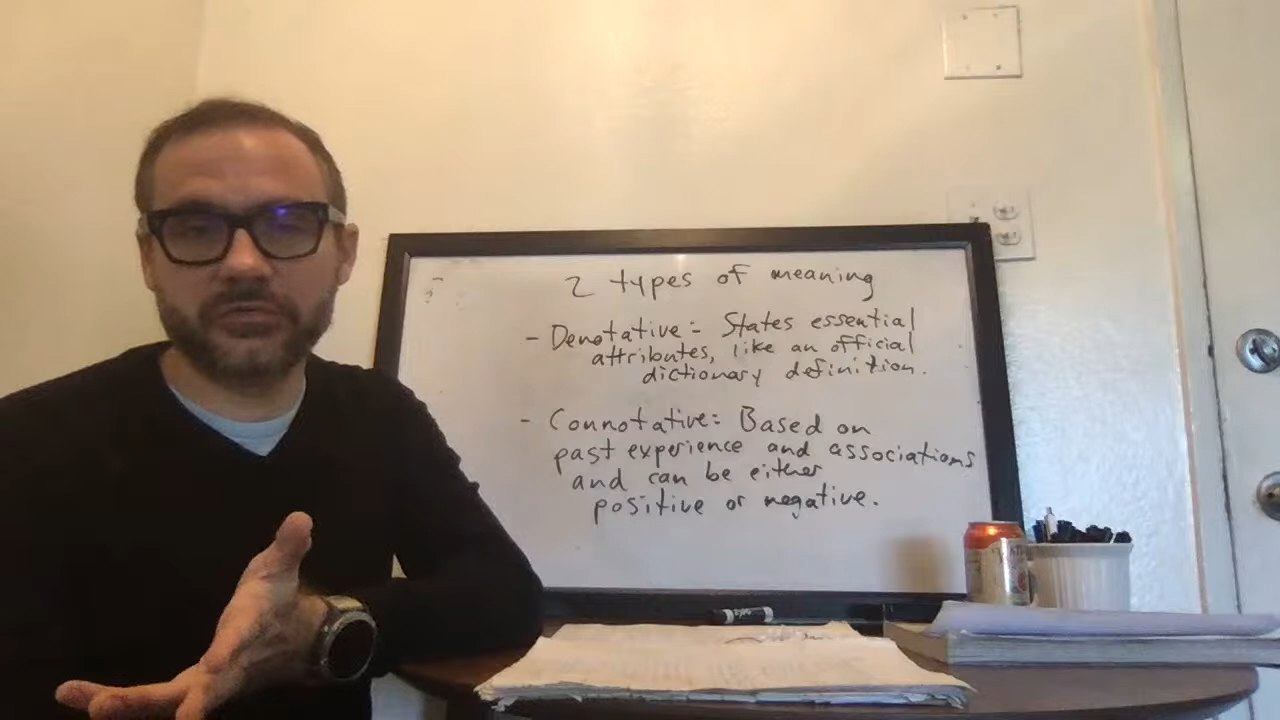 2 types of meaning
- Denotative: States essential
attributes, like an official
dictionary definition.
- Connotative: Based on
past experience and associations
and can be either
positive or negative.